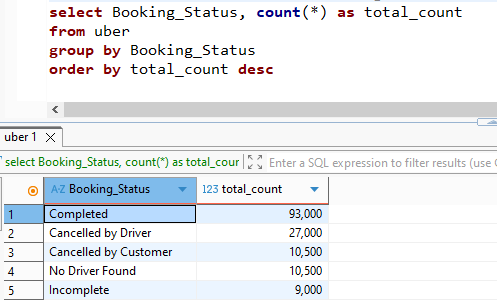 select Booking_Status, count(*) as total_count
from uber
group by Booking_Status
order by total_count desc
uber 1
select Booking_Status, count(*) as total_cour
Enter a SQL expression to filter results (use C
A-Z Booking_Status 123 total_count
1 Completed 93,000
2 Cancelled by Driver 27,000
3 Cancelled by Customer 10,500
4 No Driver Found 10,500
5 Incomplete 9,000